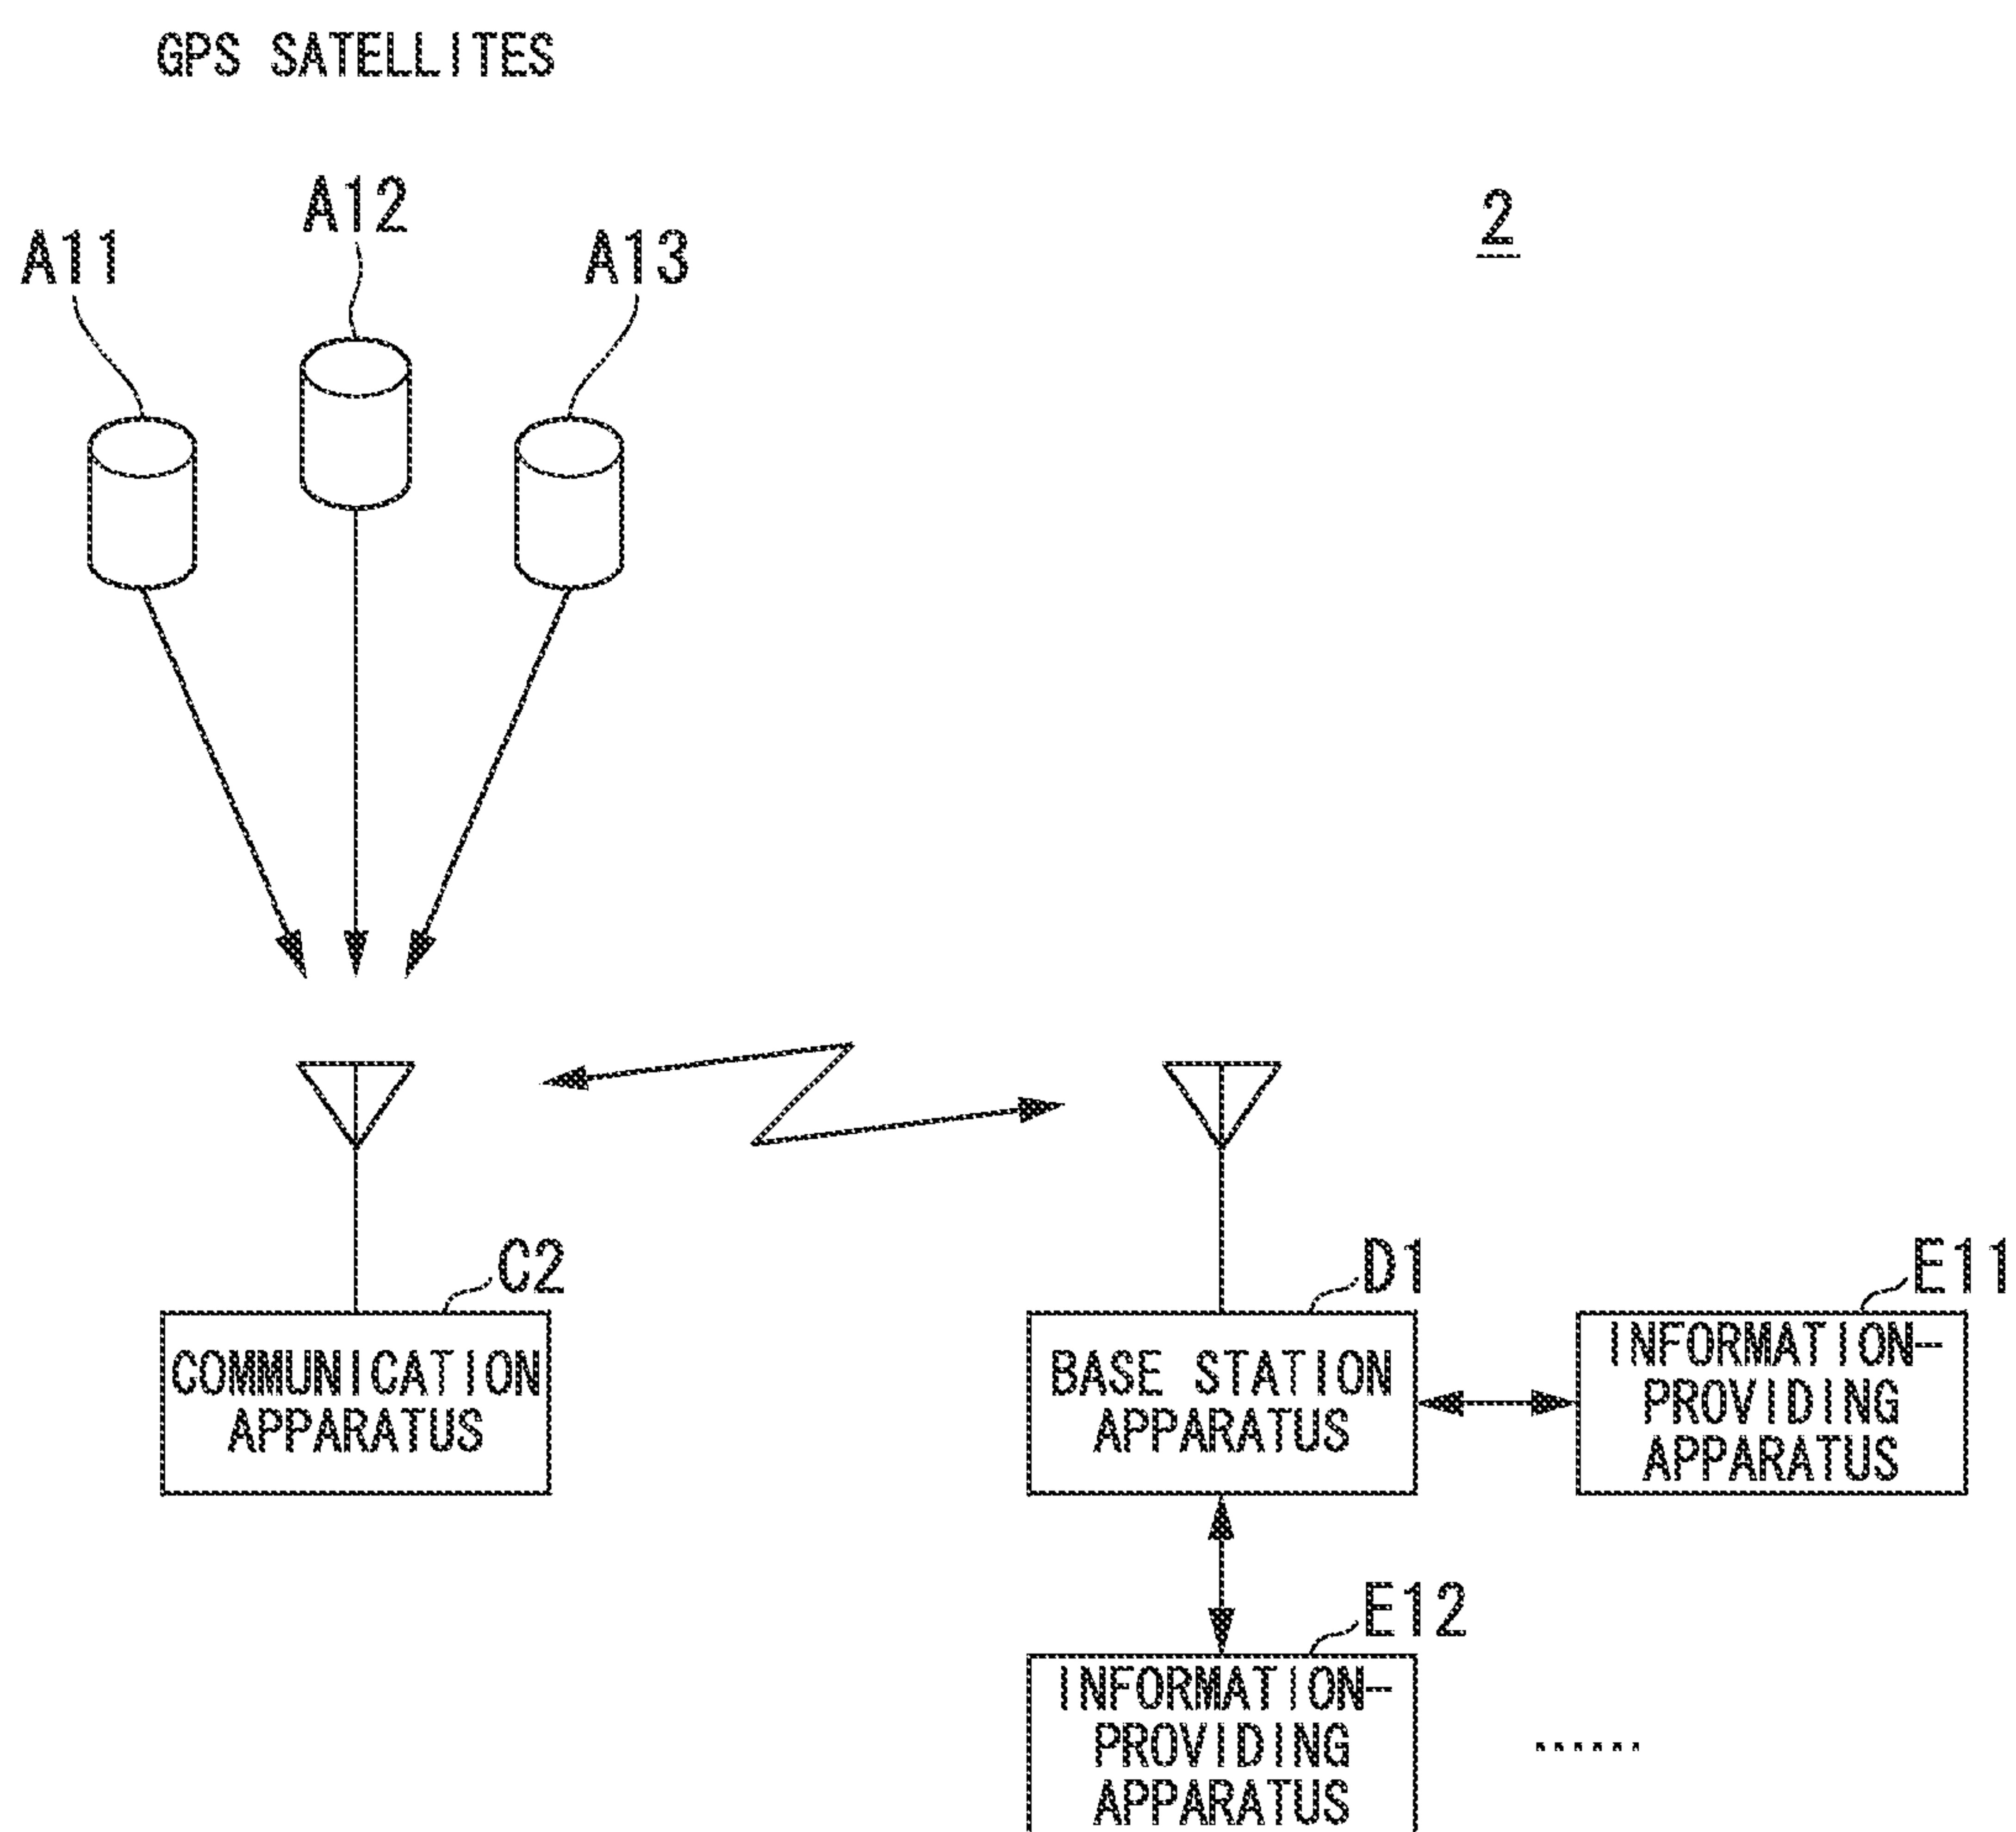 GPS SATELLITES
A12
2
A11
A13
C2
D1
E11
COMMUNICATION
APPARATUS
BASE STATION
APPARATUS
INFORMATION-
PROVIDING
APPARATUS
E12
INFORMATION-
PROVIDING
APPARATUS
......